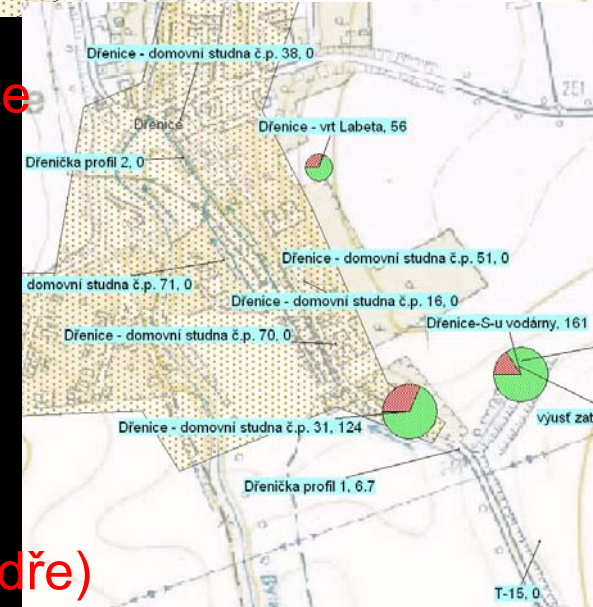 Dřenice - domovní studna č.p. 38, 0
e
251
Dřenice
Dřenice - vrt Labeta, 56
Dřenička profil 2, 0
Dřenice - domovní studna č.p. 51, 0
domovní studna č.p. 71, 0
Dřenice - domovní studna č.p. 16, 0
Dřenice-S-u vodárny, 161
Dřenice - domovní studna č.p. 70, 0
výusť zat
Dřenice - domovní studna č.p. 31, 124
Dřenička profil 1, 6.7
dře)
T-15, 0